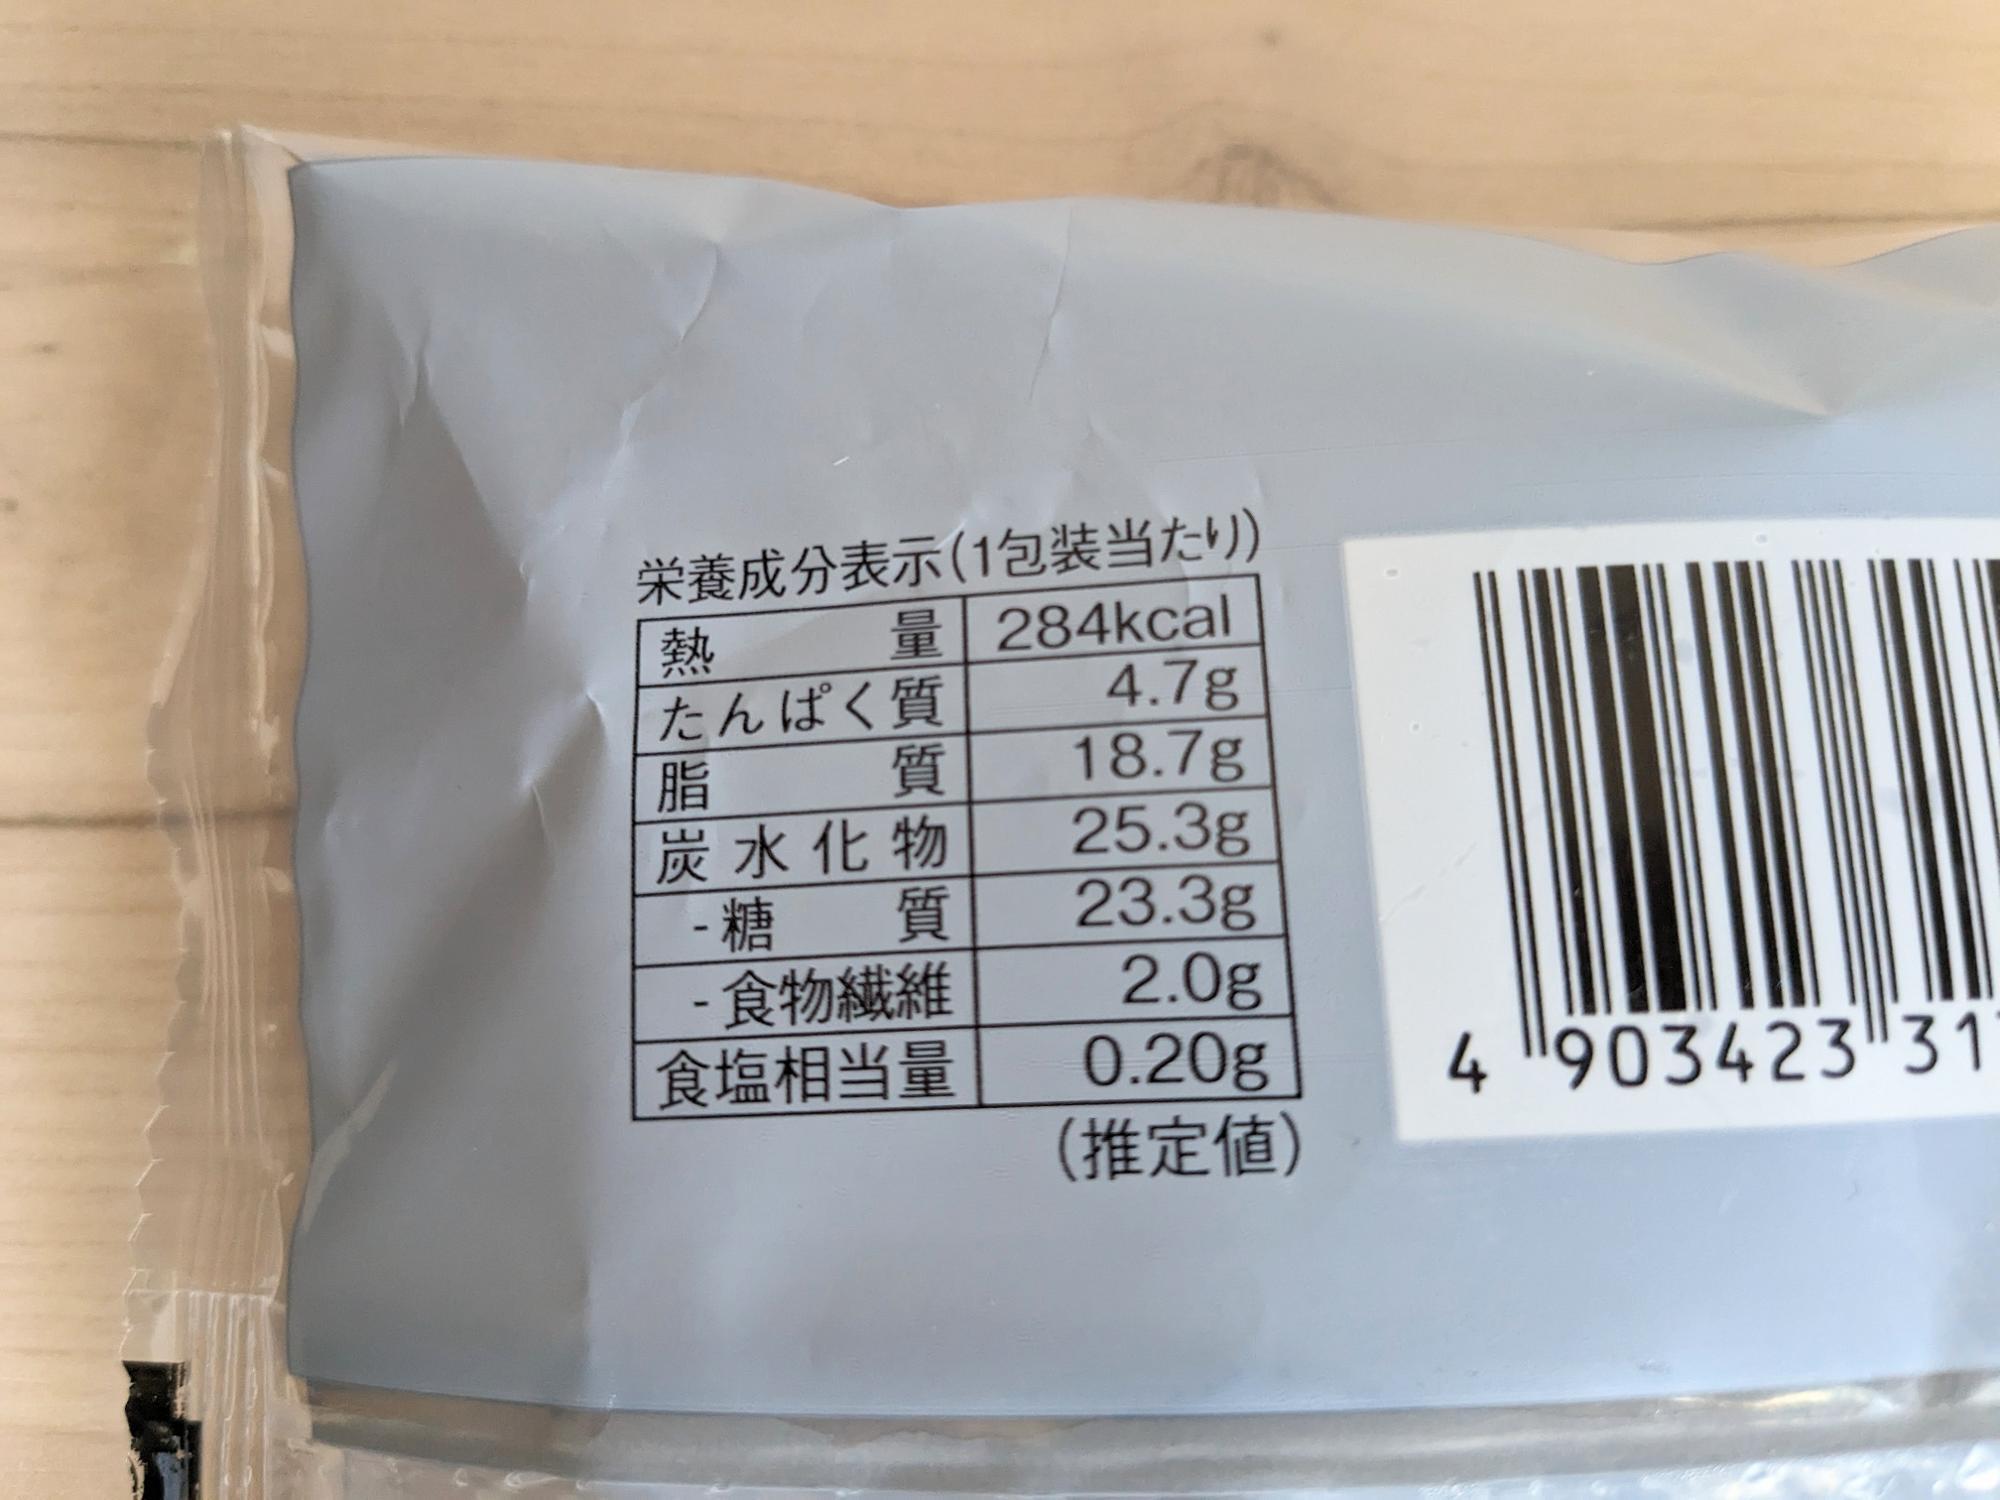 栄養成分表示(1包装当たり)
熱量 284kcal
たんぱく質 4.7g
脂質 18.7g
炭水化物 25.3g
-糖質 23.3g
-食物繊維 2.0g
食塩相当量 0.20g
(推定値)
4 903423 31